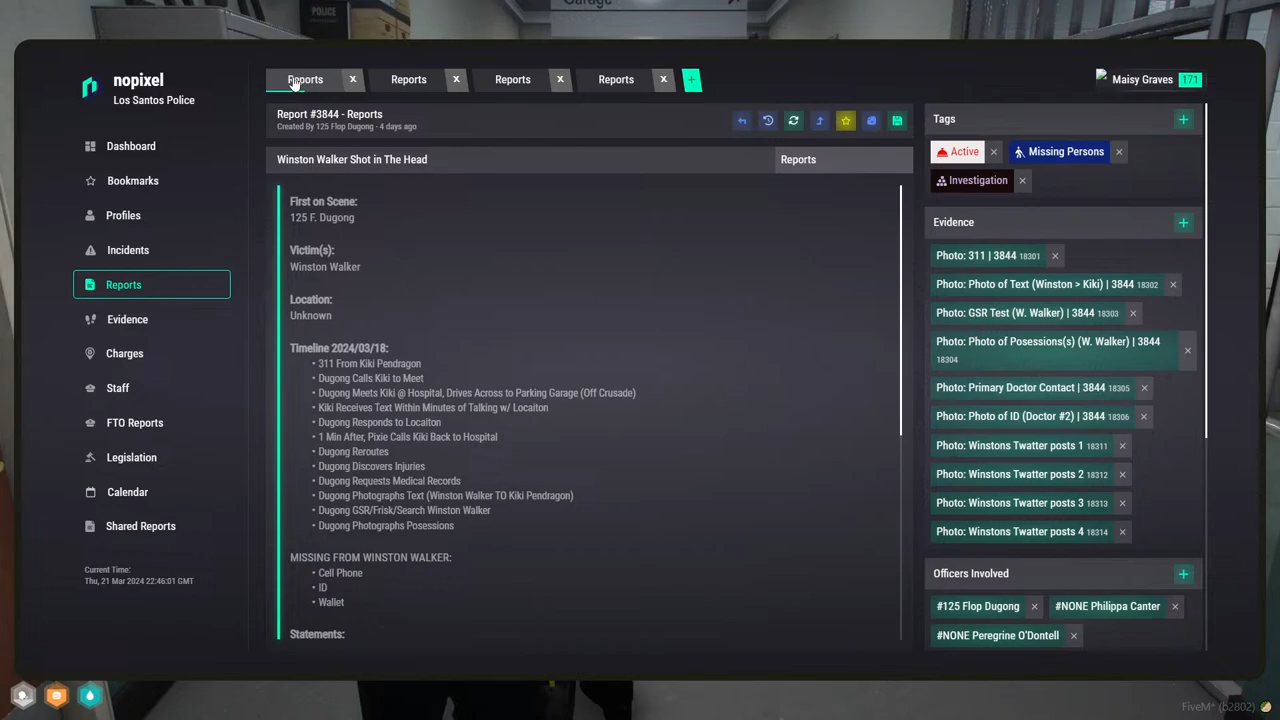 Garage
POLICE
nopixel
Los Santos Police
Dashboard
Bookmarks
Profiles
Incidents
Reports
Evidence
Charges
Staff
FTO Reports
Legislation
Calendar
Shared Reports
Current Time:
Thu, 21 Mar 2024 22:46:01 GMT
Reports x Reports x Reports x Reports x +
Maisy Graves 171
Report #3844 - Reports
Created By 125 Flop Dugong - 4 days ago
Winston Walker Shot in The Head
Reports
First on Scene:
125 F. Dugong
Victim(s):
Winston Walker
Location:
Unknown
Timeline 2024/03/18:
• 311 From Kiki Pendragon
• Dugong Calls Kiki to Meet
• Dugong Meets Kiki @ Hospital, Drives Across to Parking Garage (Off Crusade)
• Kiki Receives Text Within Minutes of Talking w/ Locaiton
• Dugong Responds to Locaiton
• 1 Min After, Pixie Calls Kiki Back to Hospital
• Dugong Reroutes
• Dugong Discovers Injuries
• Dugong Requests Medical Records
• Dugong Photographs Text (Winston Walker TO Kiki Pendragon)
• Dugong GSR/Frisk/Search Winston Walker
• Dugong Photographs Posessions
MISSING FROM WINSTON WALKER:
• Cell Phone
• ID
• Wallet
Statements:
Tags +
Active × Missing Persons ×
Investigation ×
Evidence +
Photo: 311 | 3844 18301 ×
Photo: Photo of Text (Winston > Kiki) | 3844 18302 ×
Photo: GSR Test (W. Walker) | 3844 18303 ×
Photo: Photo of Posessions(s) (W. Walker) | 3844
18304 ×
Photo: Primary Doctor Contact | 3844 18305 ×
Photo: Photo of ID (Doctor #2) | 3844 18306 ×
Photo: Winstons Twatter posts 1 18311 ×
Photo: Winstons Twatter posts 2 18312 ×
Photo: Winstons Twatter posts 3 18313 ×
Photo: Winstons Twatter posts 4 18314 ×
Officers Involved +
#125 Flop Dugong × #NONE Philippa Canter ×
#NONE Peregrine O'Dontell ×
FiveM* (b2802)